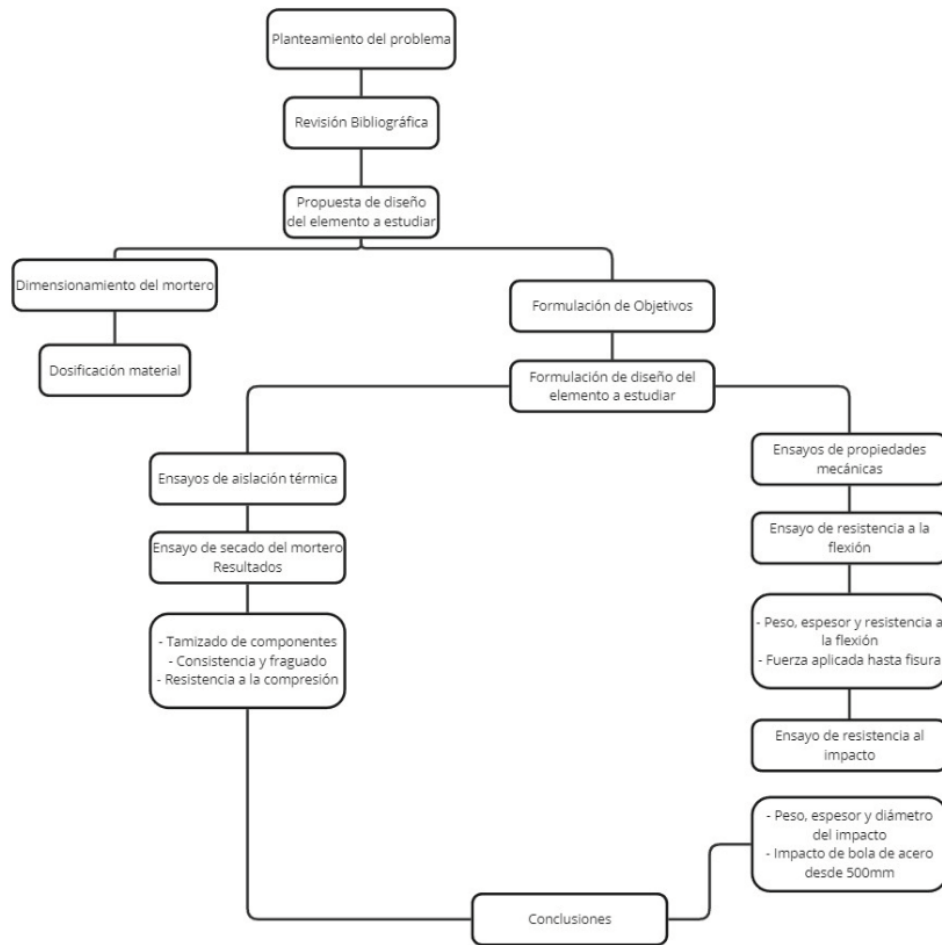 Planteamiento del problema
Revisión Bibliográfica
Propuesta de diseño
del elemento a estudiar
Dimensionamiento del mortero
Dosificación material
Formulación de Objetivos
Formulación de diseño del
elemento a estudiar
Ensayos de aislación térmica
Ensayo de secado del mortero
Resultados
- Tamizado de componentes
- Consistencia y fraguado
- Resistencia a la compresión
Ensayos de propiedades
mecánicas
Ensayo de resistencia a la
flexión
- Peso, espesor y resistencia a
la flexión
- Fuerza aplicada hasta fisura
Ensayo de resistencia al
impacto
- Peso, espesor y diámetro
del impacto
- Impacto de bola de acero
desde 500mm
Conclusiones